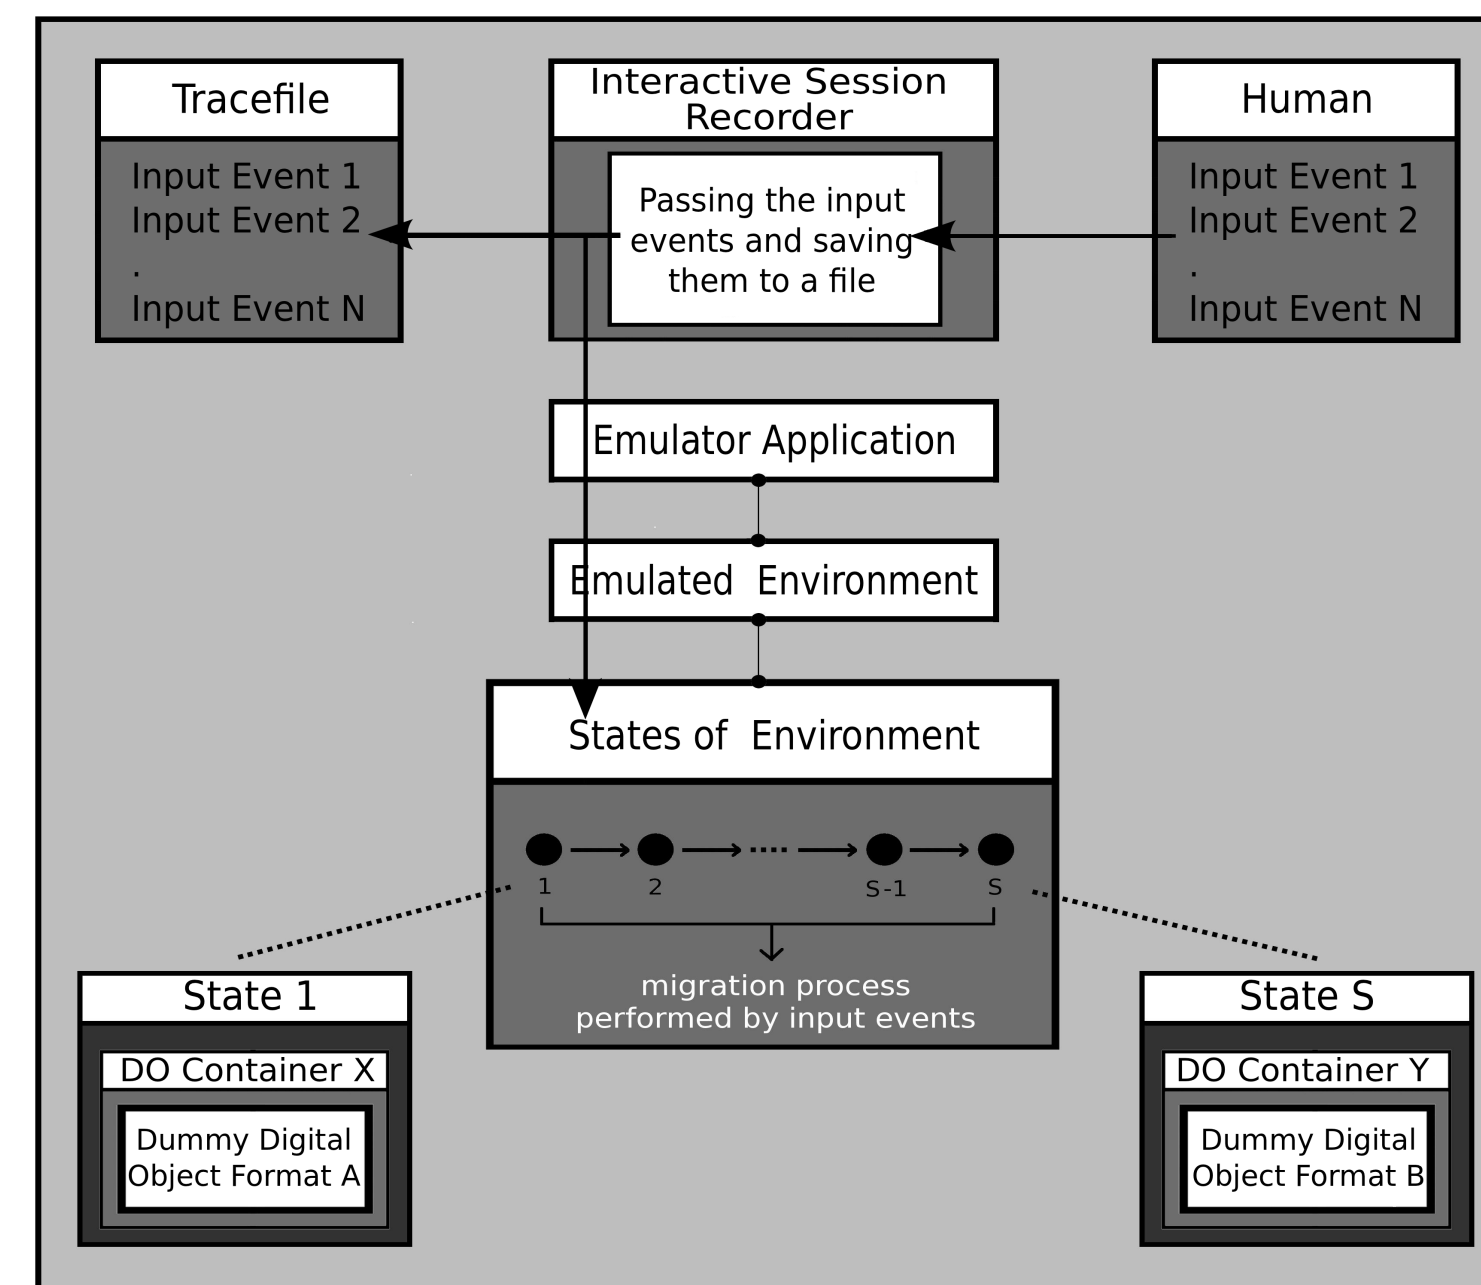 Tracefile
Input Event 1
Input Event 2
.
Input Event N
Interactive Session
Recorder
Passing the input
events and saving
them to a file
Human
Input Event 1
Input Event 2
.
Input Event N
Emulator Application
Emulated Environment
States of Environment
1 2 S-1 S
migration process
performed by input events
State 1
DO Container X
Dummy Digital
Object Format A
State S
DO Container Y
Dummy Digital
Object Format B